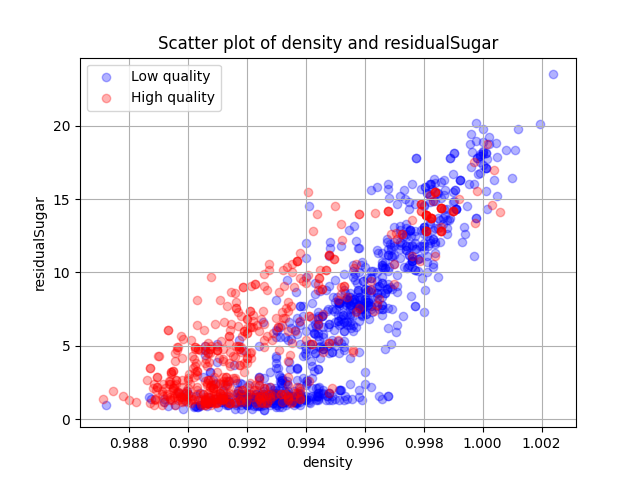 Scatter plot of density and residualSugar
Low quality
High quality
20
15
10
5
0
residualSugar
0.988 0.990 0.992 0.994 0.996 0.998 1.000 1.002
density